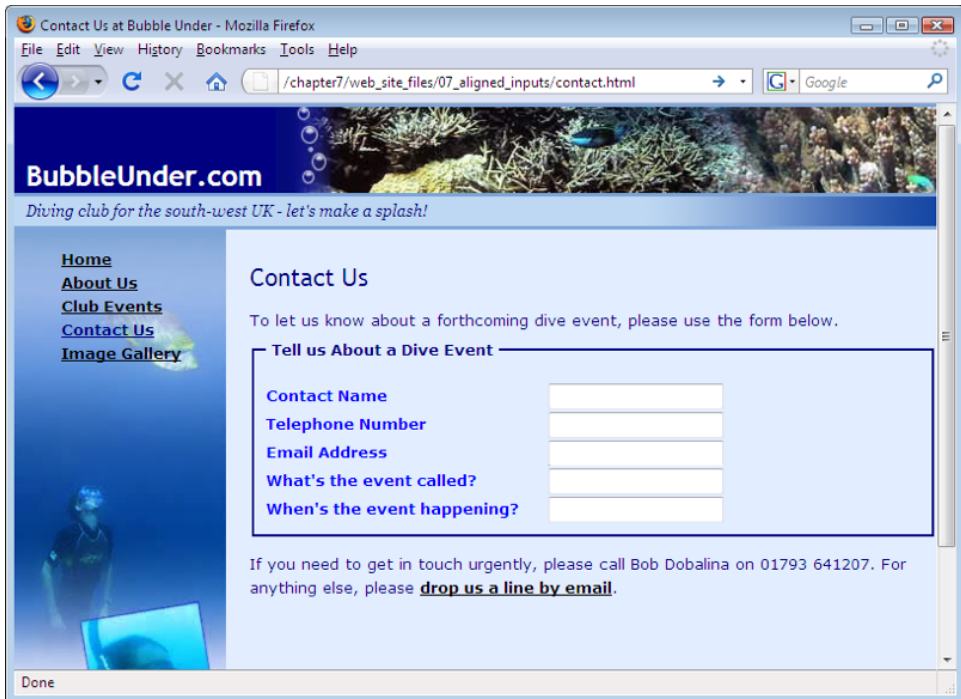 Contact Us at Bubble Under - Mozilla Firefox
File Edit View History Bookmarks Tools Help
/chapter7/web_site_files/07_aligned_inputs/contact.html
G Google
BubbleUnder.com
Diving club for the south-west UK - let's make a splash!
Home
About Us
Club Events
Contact Us
Image Gallery
Contact Us
To let us know about a forthcoming dive event, please use the form below.
Tell us About a Dive Event
Contact Name
Telephone Number
Email Address
What's the event called?
When's the event happening?
If you need to get in touch urgently, please call Bob Dobalina on 01793 641207. For
anything else, please drop us a line by email.
Done